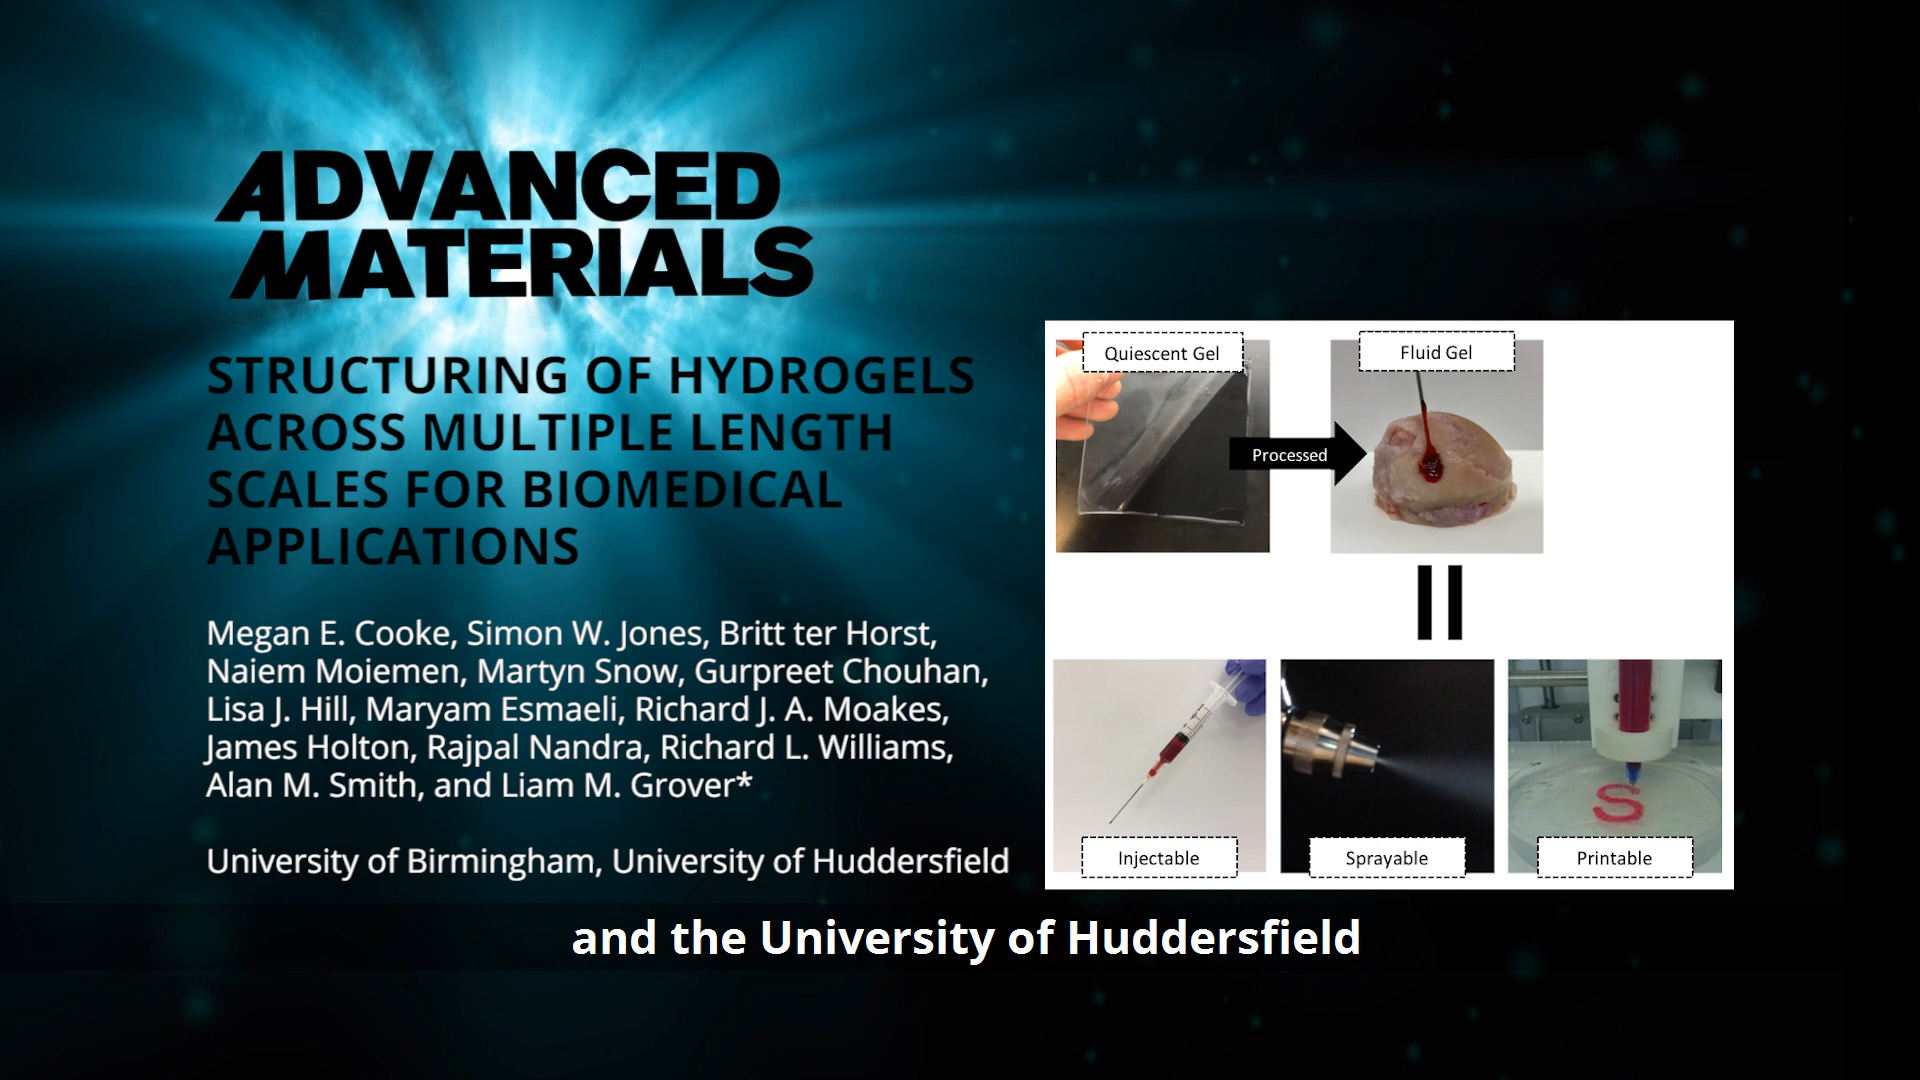 ADVANCED
MATERIALS
STRUCTURING OF HYDROGELS
ACROSS MULTIPLE LENGTH
SCALES FOR BIOMEDICAL
APPLICATIONS
Megan E. Cooke, Simon W. Jones, Britt ter Horst,
Naiem Moiemen, Martyn Snow, Gurpreet Chouhan,
Lisa J. Hill, Maryam Esmaeli, Richard J. A. Moakes,
James Holton, Rajpal Nandra, Richard L. Williams,
Alan M. Smith, and Liam M. Grover*
University of Birmingham, University of Huddersfield
Quiescent Gel
Fluid Gel
Processed
Injectable
Sprayable
Printable
S
and the University of Huddersfield